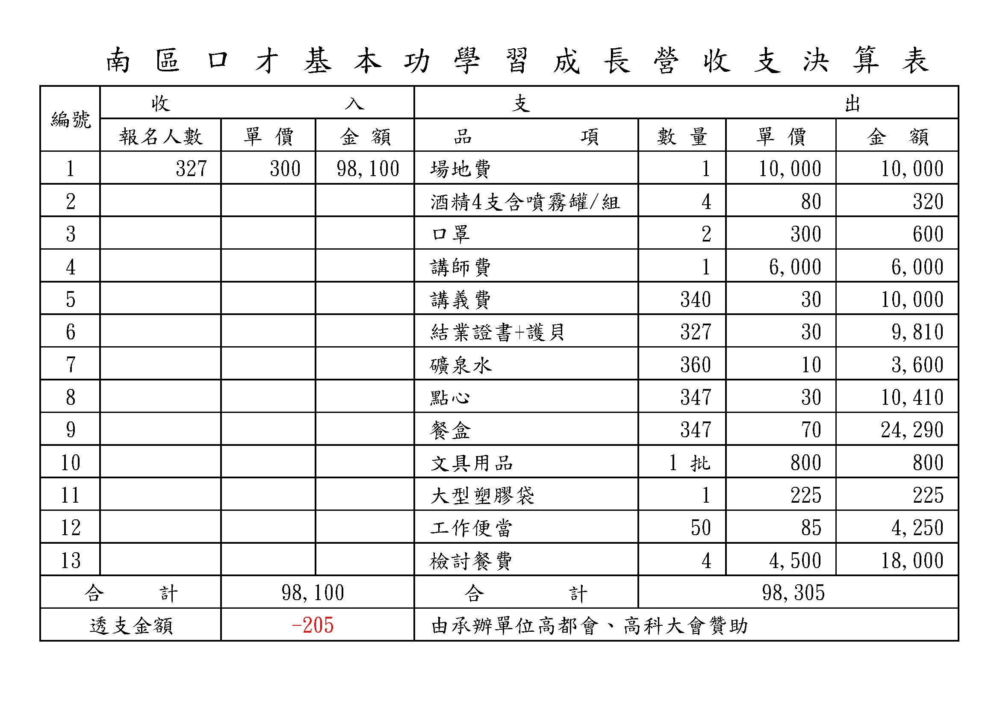 南區口才基本功學習成長營收支決算表
編號 收入 支出
報名人數 單價 金額 品項 數量 單價 金額
1 327 300 98,100 場地費 1 10,000 10,000
2 酒精4支含噴霧罐/組 4 80 320
3 口罩 2 300 600
4 講師費 1 6,000 6,000
5 講義費 340 30 10,000
6 結業證書+護貝 327 30 9,810
7 礦泉水 360 10 3,600
8 點心 347 30 10,410
9 餐盒 347 70 24,290
10 文具用品 1 批 800 800
11 大型塑膠袋 1 225 225
12 工作便當 50 85 4,250
13 檢討餐費 4 4,500 18,000
合計 98,100 合計 98,305
透支金額 -205 由承辦單位高都會、高科大會贊助